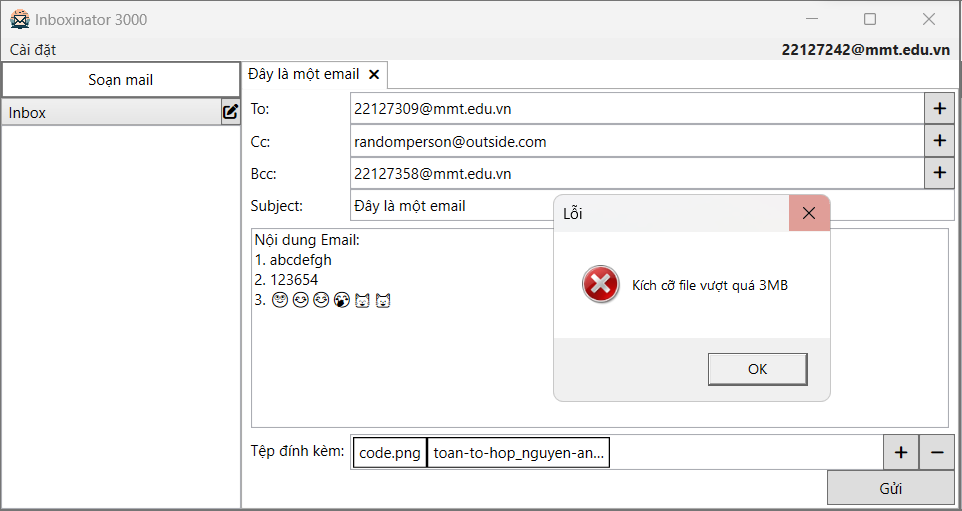 Inboxinator 3000
Cài đặt
22127242@mmt.edu.vn
Soạn mail
Đây là một email
Inbox
To:
22127309@mmt.edu.vn
Cc:
randomperson@outside.com
Bcc:
22127358@mmt.edu.vn
Subject:
Đây là một email
Nội dung Email:
1. abcdefgh
2. 123654
3. 😁😊😊😲😺😺
Lỗi
Kích cỡ file vượt quá 3MB
OK
Tệp đính kèm:
code.png
toan-to-hop_nguyen-an...
Gửi